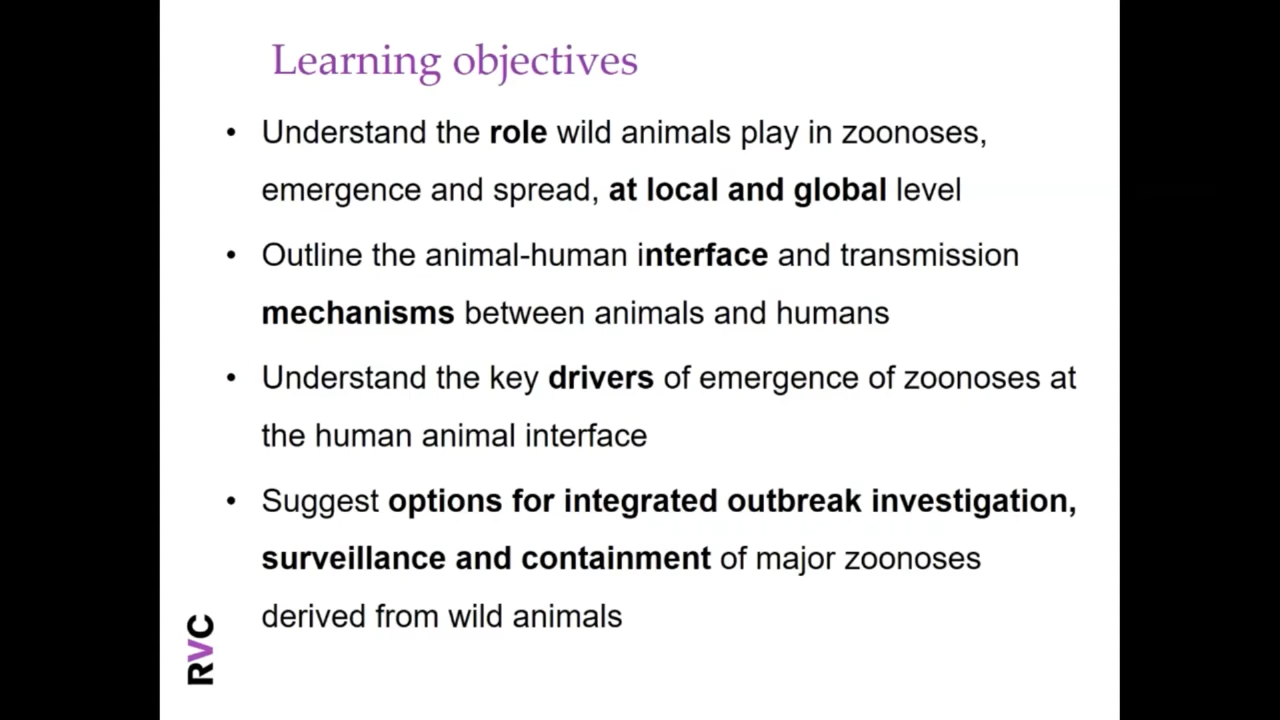 Learning objectives
• Understand the role wild animals play in zoonoses,
emergence and spread, at local and global level
• Outline the animal-human interface and transmission
mechanisms between animals and humans
• Understand the key drivers of emergence of zoonoses at
the human animal interface
• Suggest options for integrated outbreak investigation,
surveillance and containment of major zoonoses
derived from wild animals
RVC